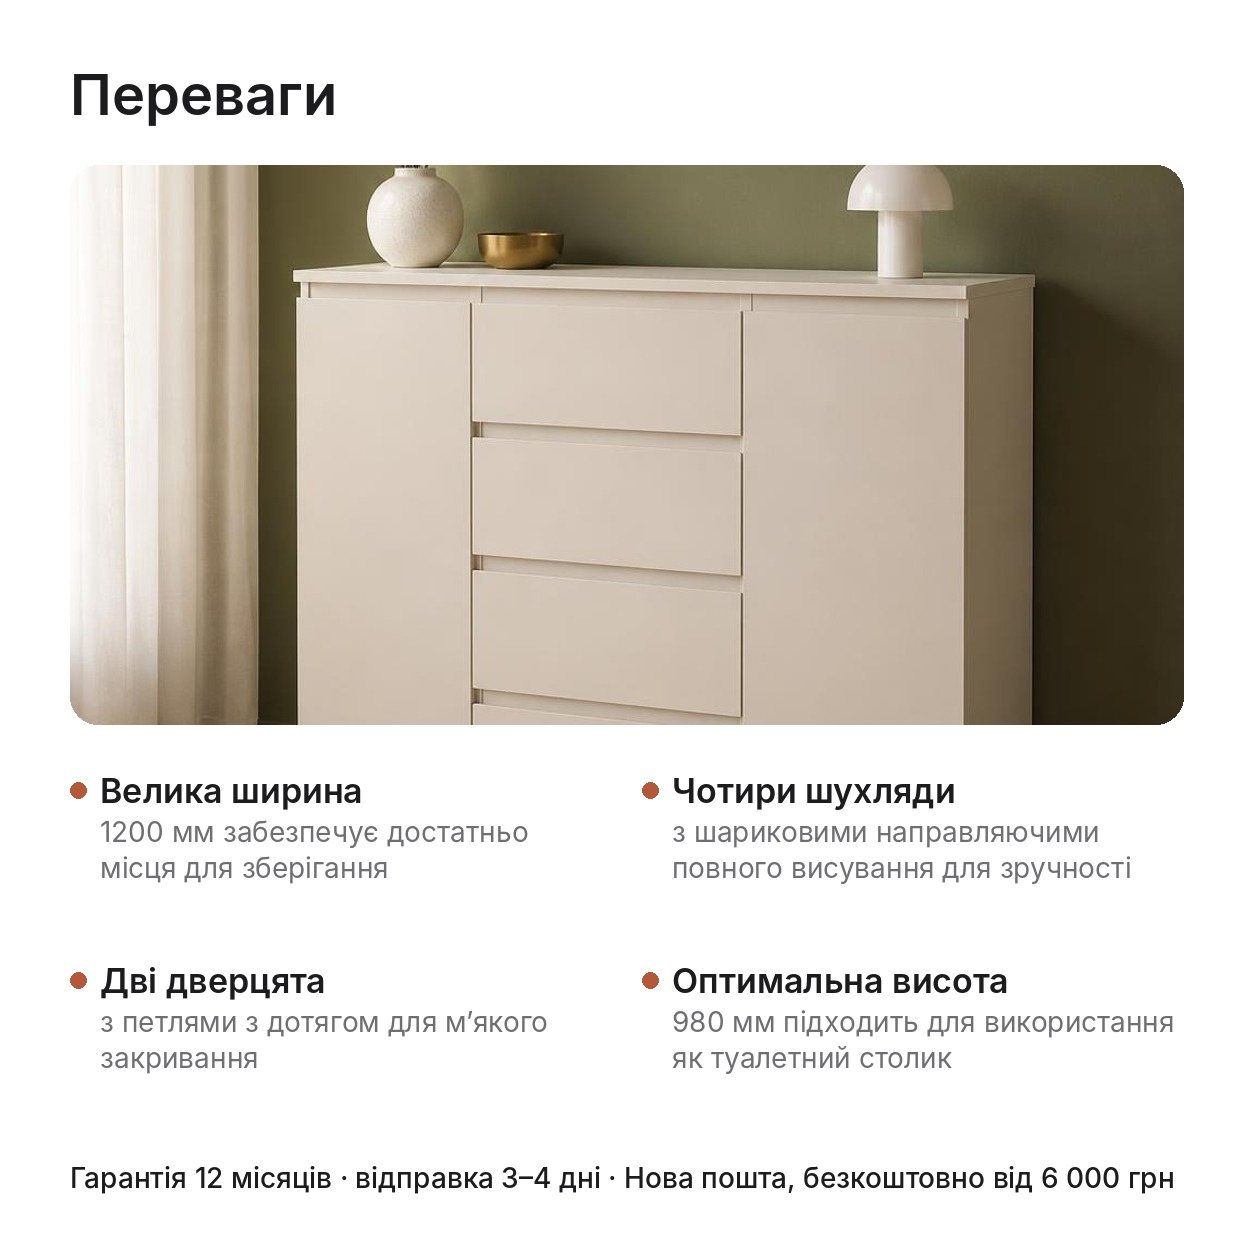 Переваги
Велика ширина
1200 мм забезпечує достатньо
місця для зберігання
Чотири шухляди
з шариковими направляючими
повного висування для зручності
Дві дверцята
з петлями з дотягом для м’якого
закривання
Оптимальна висота
980 мм підходить для використання
як туалетний столик
Гарантія 12 місяців · відправка 3–4 дні · Нова пошта, безкоштовно від 6 000 грн